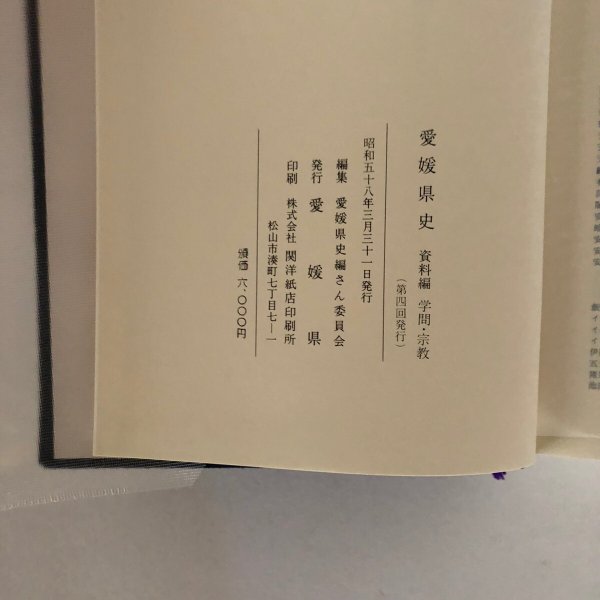 愛媛県史 資料編 学問・宗教
(第四回発行)
昭和五十八年三月三十一日発行
編集 愛媛県史編さん委員会
発行 愛媛県
印刷 株式会社 関洋紙店印刷所
松山市湊町七丁目七―一
頒価 六、〇〇〇円